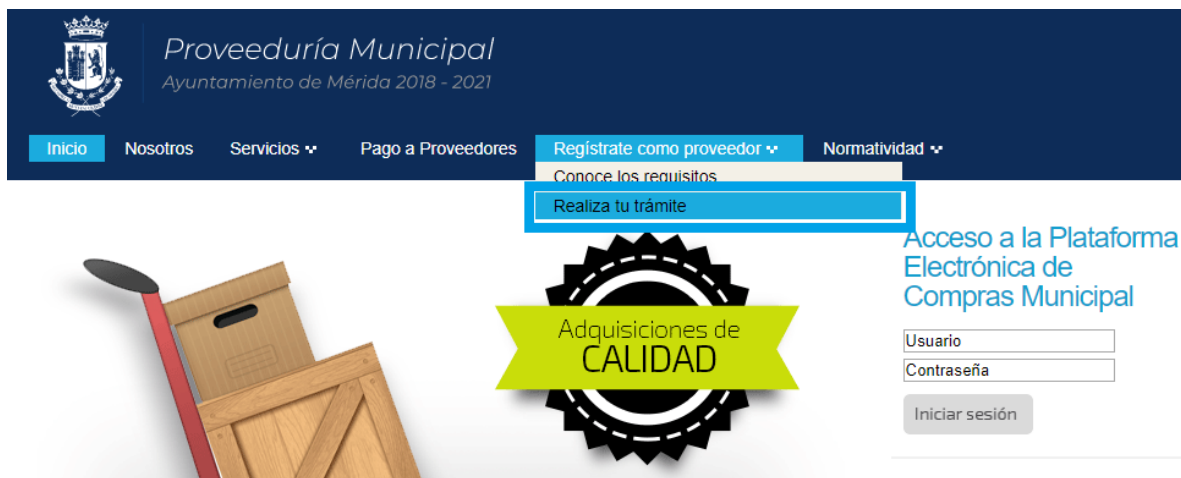 Proveeduría Municipal
Ayuntamiento de Mérida 2018 - 2021
Inicio Nosotros Servicios Pago a Proveedores Regístrate como proveedor Normatividad
Conoce los requisitos
Realiza tu trámite
Adquisiciones de
CALIDAD
Acceso a la Plataforma
Electrónica de
Compras Municipal
Usuario
Contraseña
Iniciar sesión